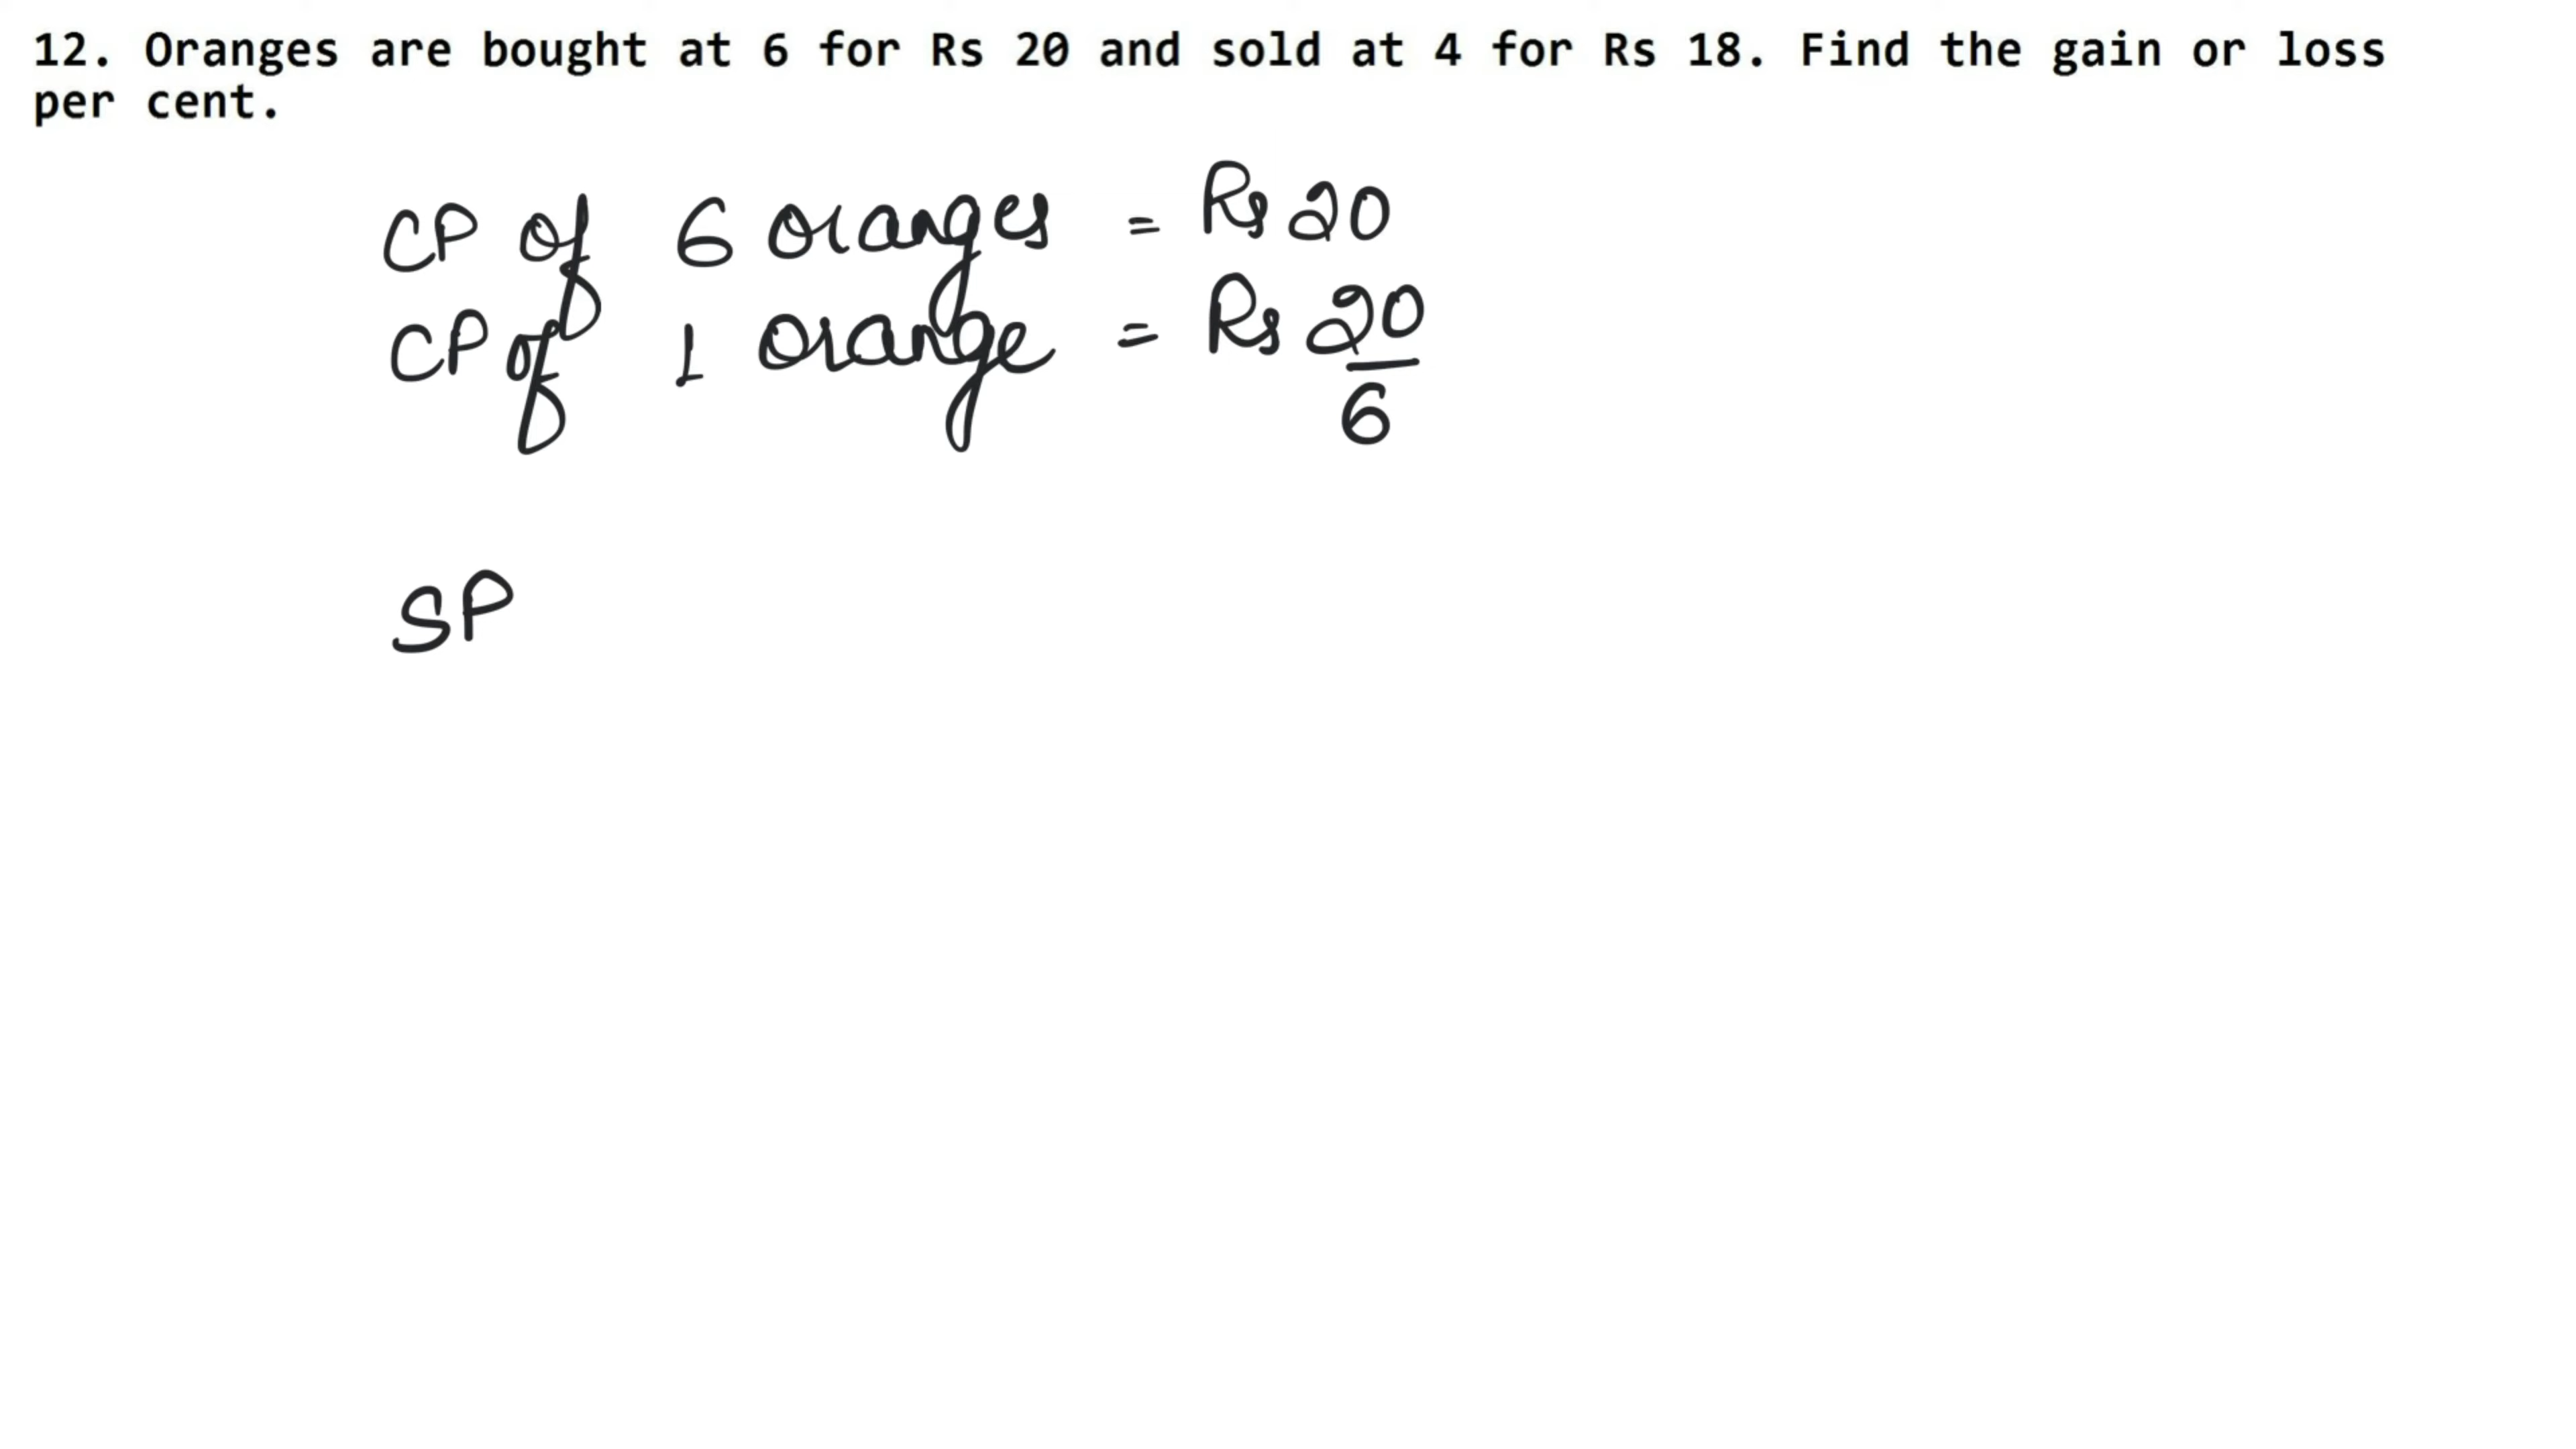 12. Oranges are bought at 6 for Rs 20 and sold at 4 for Rs 18. Find the gain or loss
per cent.
CP of 6 oranges = Rs 20
CP of 1 orange = Rs 20/6
SP